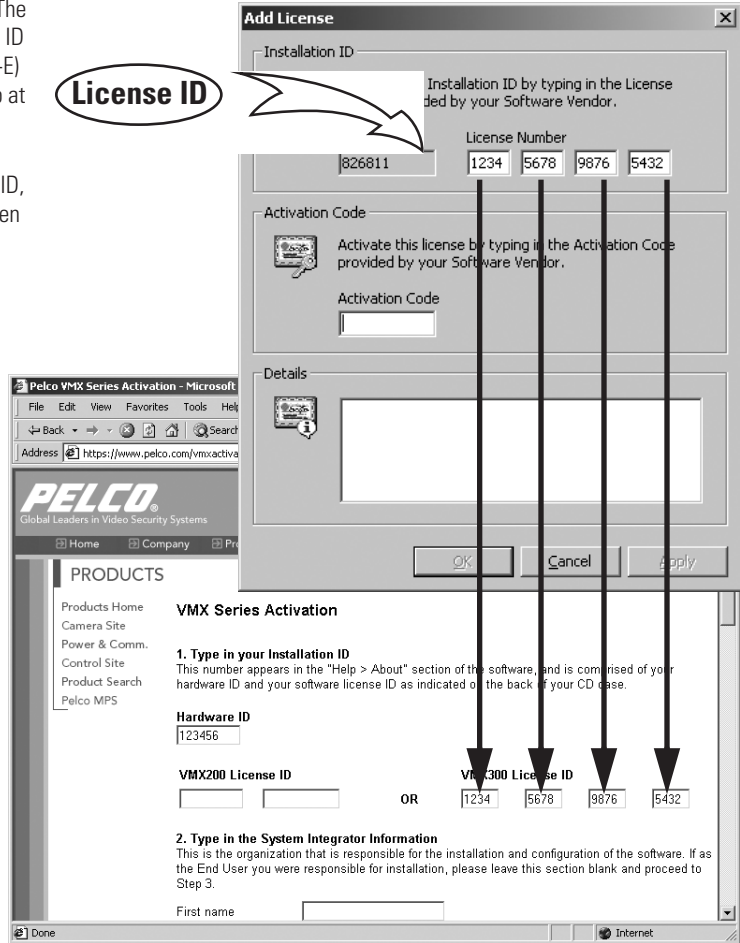 The
ID
-E)
o at
ID,
en
License ID
Add License
Installation ID
Installation ID by typing in the License
ded by your Software Vendor.
License Number
826811
1234 5678 9876 5432
Activation Code
Activate this license by typing in the Activation Code
provided by your Software Vendor.
Activation Code
Details
OK Cancel Apply
Pelco VMX Series Activation - Microsoft
File Edit View Favorites Tools Help
Back Search
Address https://www.pelco.com/vmxactiva
PELCO®
Global Leaders in Video Security Systems
Home Company Pr
PRODUCTS
Products Home
Camera Site
Power & Comm.
Control Site
Product Search
Pelco MPS
VMX Series Activation
1. Type in your Installation ID
This number appears in the "Help > About" section of the software, and is comprised of your
hardware ID and your software license ID as indicated on the back of your CD case.
Hardware ID
123456
VMX200 License ID VMX300 License ID
OR 1234 5678 9876 5432
2. Type in the System Integrator Information
This is the organization that is responsible for the installation and configuration of the software. If as
the End User you were responsible for installation, please leave this section blank and proceed to
Step 3.
First name
Done Internet